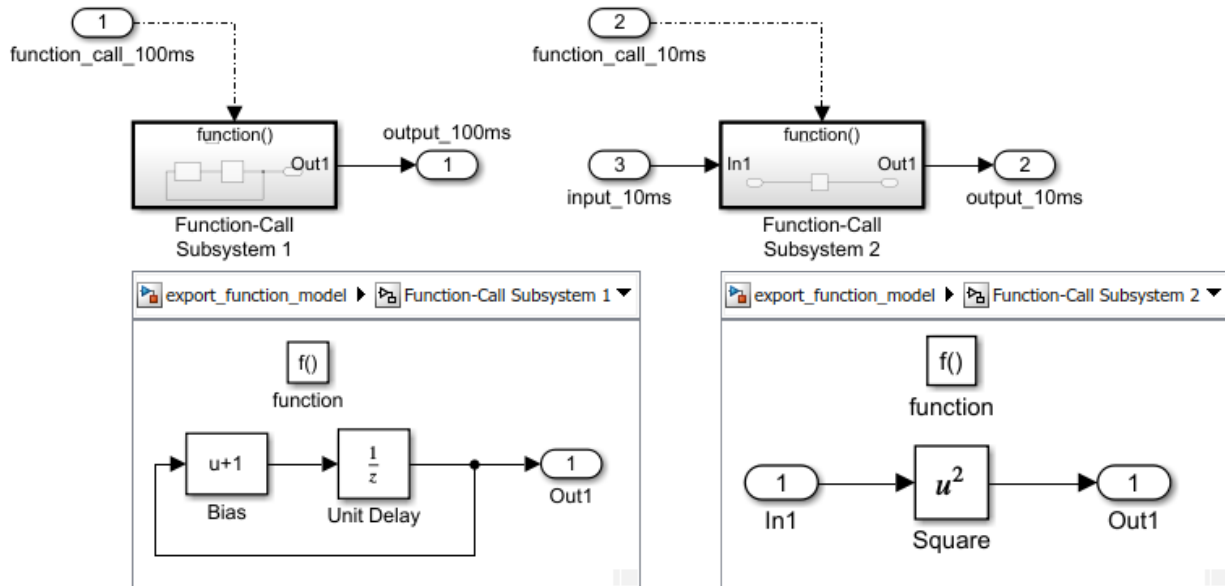 1
function_call_100ms
function()
Out1
output_100ms
1
Function-Call
Subsystem 1
2
function_call_10ms
3
input_10ms
function()
In1
Out1
2
output_10ms
Function-Call
Subsystem 2
export_function_model Function-Call Subsystem 1
f()
function
u+1
Bias
1
z
Unit Delay
1
Out1
export_function_model Function-Call Subsystem 2
f()
function
1
In1
u²
Square
1
Out1